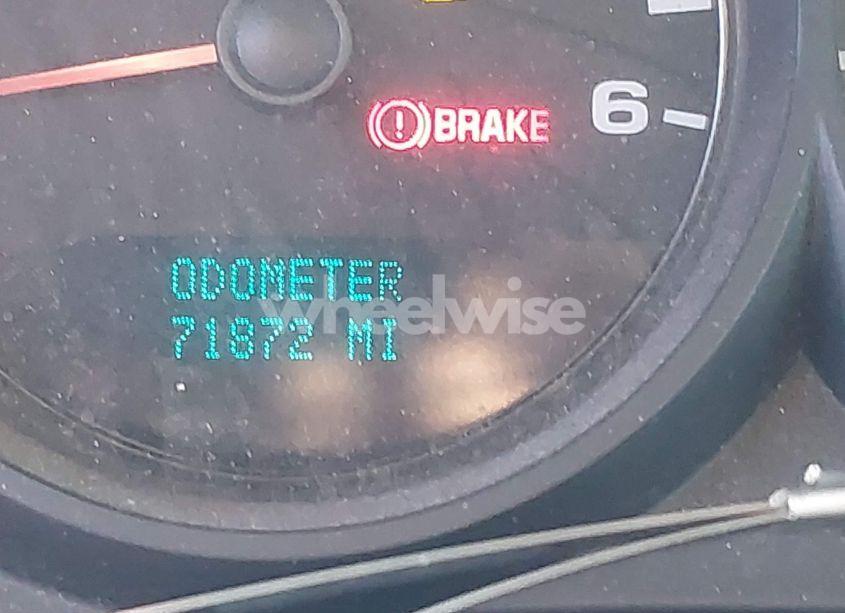 6
(!) BRAKE
ODOMETER
71872 MI
wheelwise